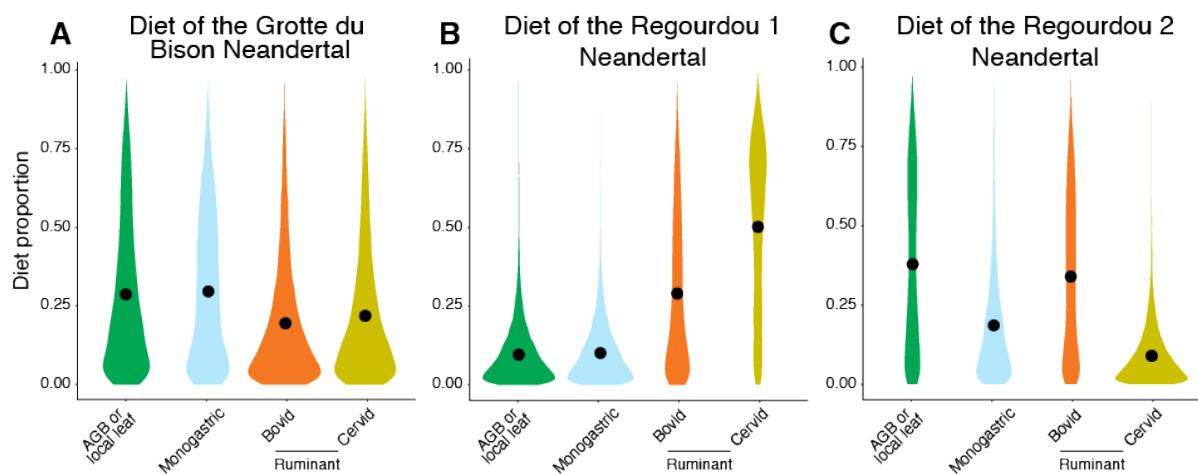 A
Diet of the Grotte du
Bison Neandertal
Diet proportion
1.00
0.75
0.50
0.25
0.00
AGB or
local leaf
Monogastric
Bovid
Cervid
Ruminant
B
Diet of the Regourdou 1
Neandertal
1.00
0.75
0.50
0.25
0.00
AGB or
local leaf
Monogastric
Bovid
Cervid
Ruminant
C
Diet of the Regourdou 2
Neandertal
1.00
0.75
0.50
0.25
0.00
AGB or
local leaf
Monogastric
Bovid
Cervid
Ruminant